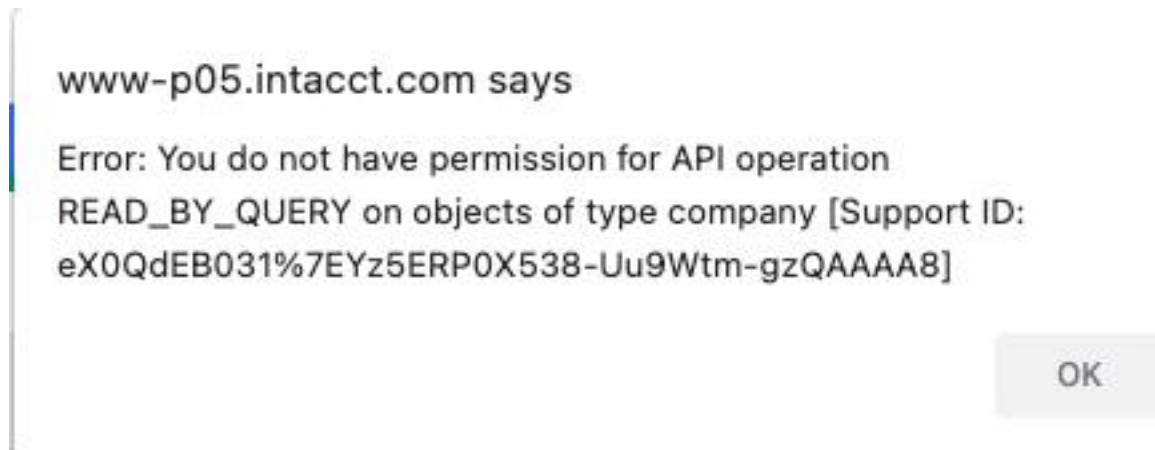 www-p05.intacct.com says
Error: You do not have permission for API operation
READ_BY_QUERY on objects of type company [Support ID:
eX0QdEB031%7EYz5ERP0X538-Uu9Wtm-gzQAAAA8]
OK